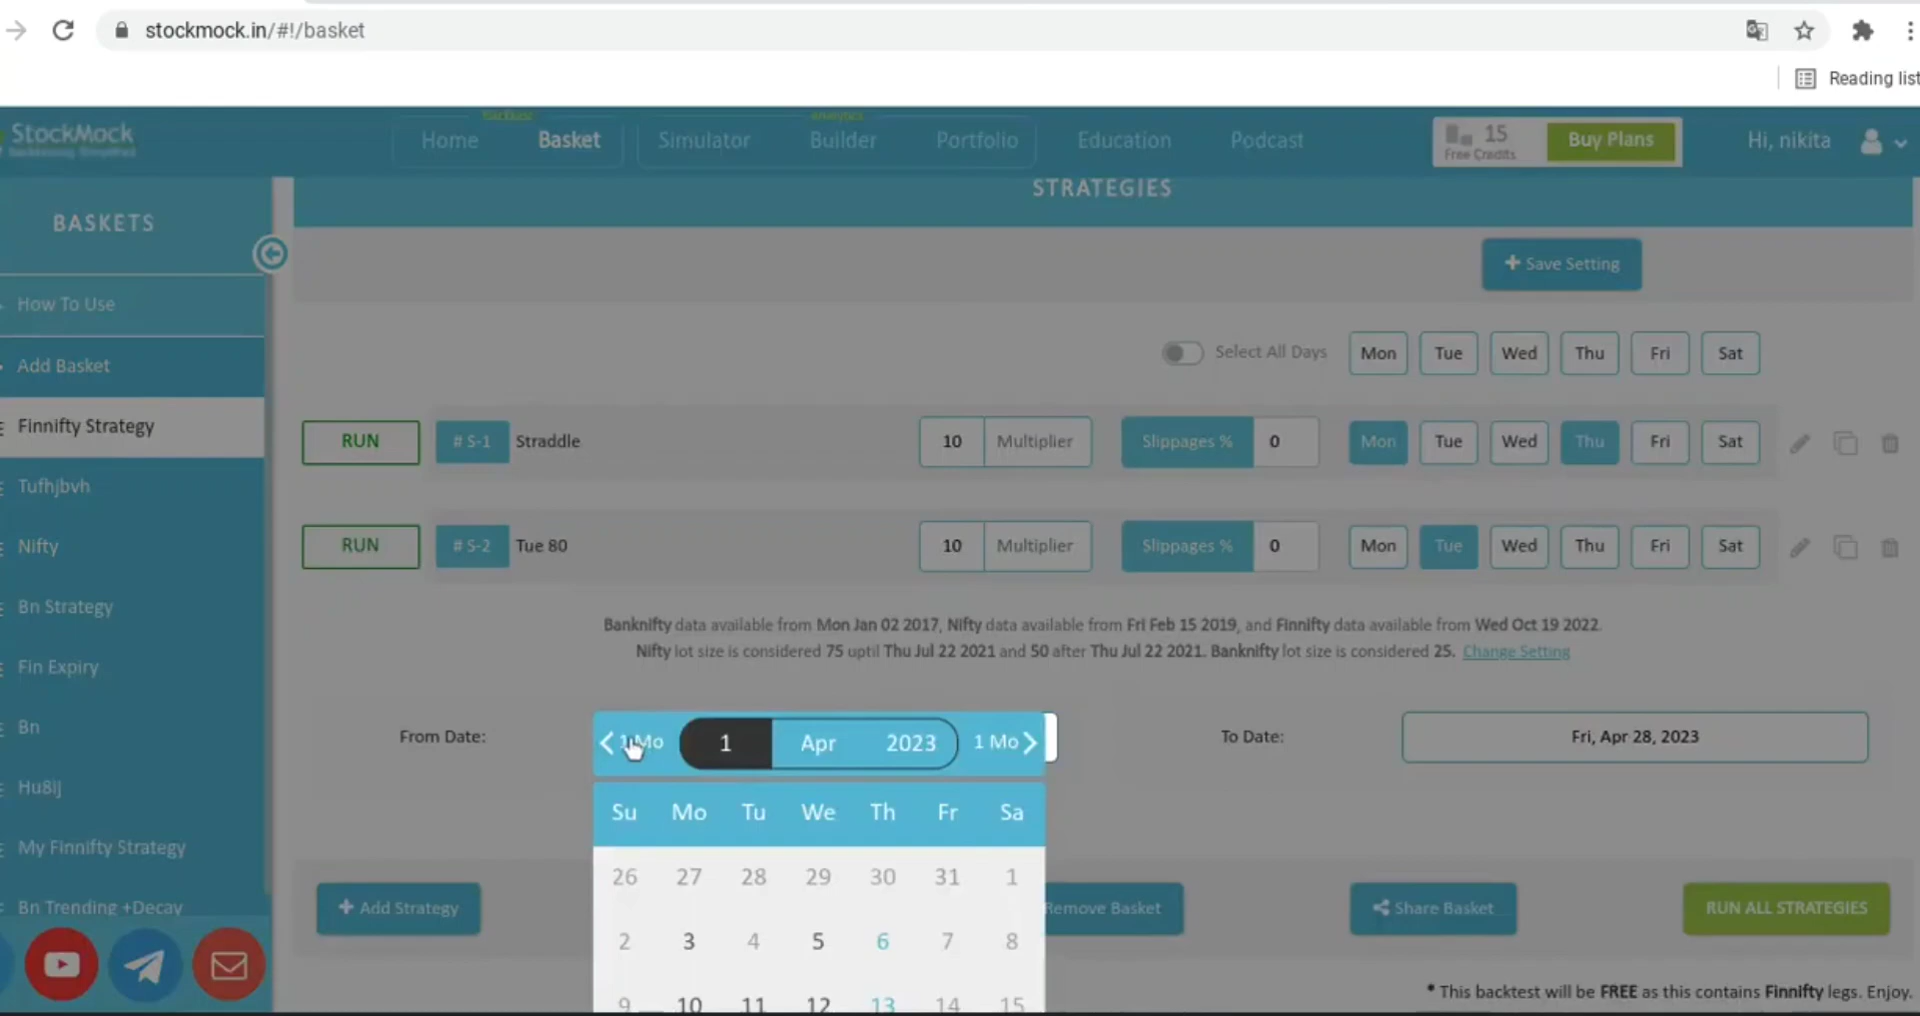 stockmock.in/#!/basket
Reading list
StockMock
Home
Basket
Simulator
Analytics
Builder
Portfolio
Education
Podcast
15
Free Credits
Buy Plans
Hi, nikita
BASKETS
STRATEGIES
+ Save Setting
How To Use
Select All Days Mon Tue Wed Thu Fri Sat
Add Basket
Finnifty Strategy
RUN # S-1 Straddle 10 Multiplier Slippages % 0 Mon Tue Wed Thu Fri Sat
Tufhjbvh
RUN # S-2 Tue 80 10 Multiplier Slippages % 0 Mon Tue Wed Thu Fri Sat
Nifty
Bn Strategy
Banknifty data available from Mon Jan 02 2017, Nifty data available from Fri Feb 15 2019, and Finnifty data available from Wed Oct 19 2022.
Nifty lot size is considered 75 uptil Thu Jul 22 2021 and 50 after Thu Jul 22 2021. Banknifty lot size is considered 25. Change Setting
Fin Expiry
Bn
From Date: 1 Mo 1 Apr 2023 1 Mo To Date: Fri, Apr 28, 2023
Hu8ij
Su Mo Tu We Th Fr Sa
My Finnifty Strategy
26 27 28 29 30 31 1
Bn Trending +Decay
+ Add Strategy
Remove Basket
Share Basket
RUN ALL STRATEGIES
2 3 4 5 6 7 8
9 10 11 12 13 14 15
* This backtest will be FREE as this contains Finnifty legs. Enjoy.